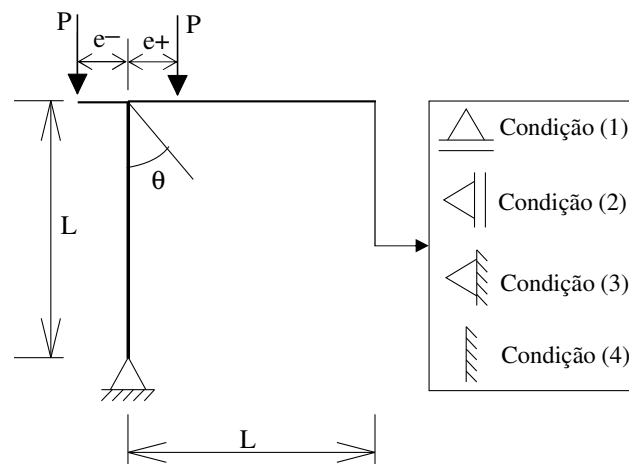 P P
e− e+
θ
L
L
Condição (1)
Condição (2)
Condição (3)
Condição (4)